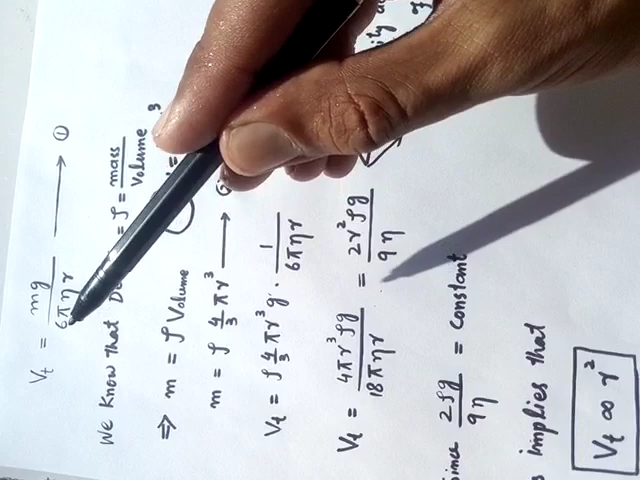 Vt = mg / 6πηr ⟶ ①
We Know that = ρ = mass / Volume
⇒ m = ρ Volume
m = ρ 4/3 πr³ ⟶
Vt = ρ 4/3 πr³g · 1 / 6πηr
Vt = 4πr³ρg / 18πηr = 2r²ρg / 9η
Since 2ρg / 9η = Constant
implies that
Vt ∞ r²